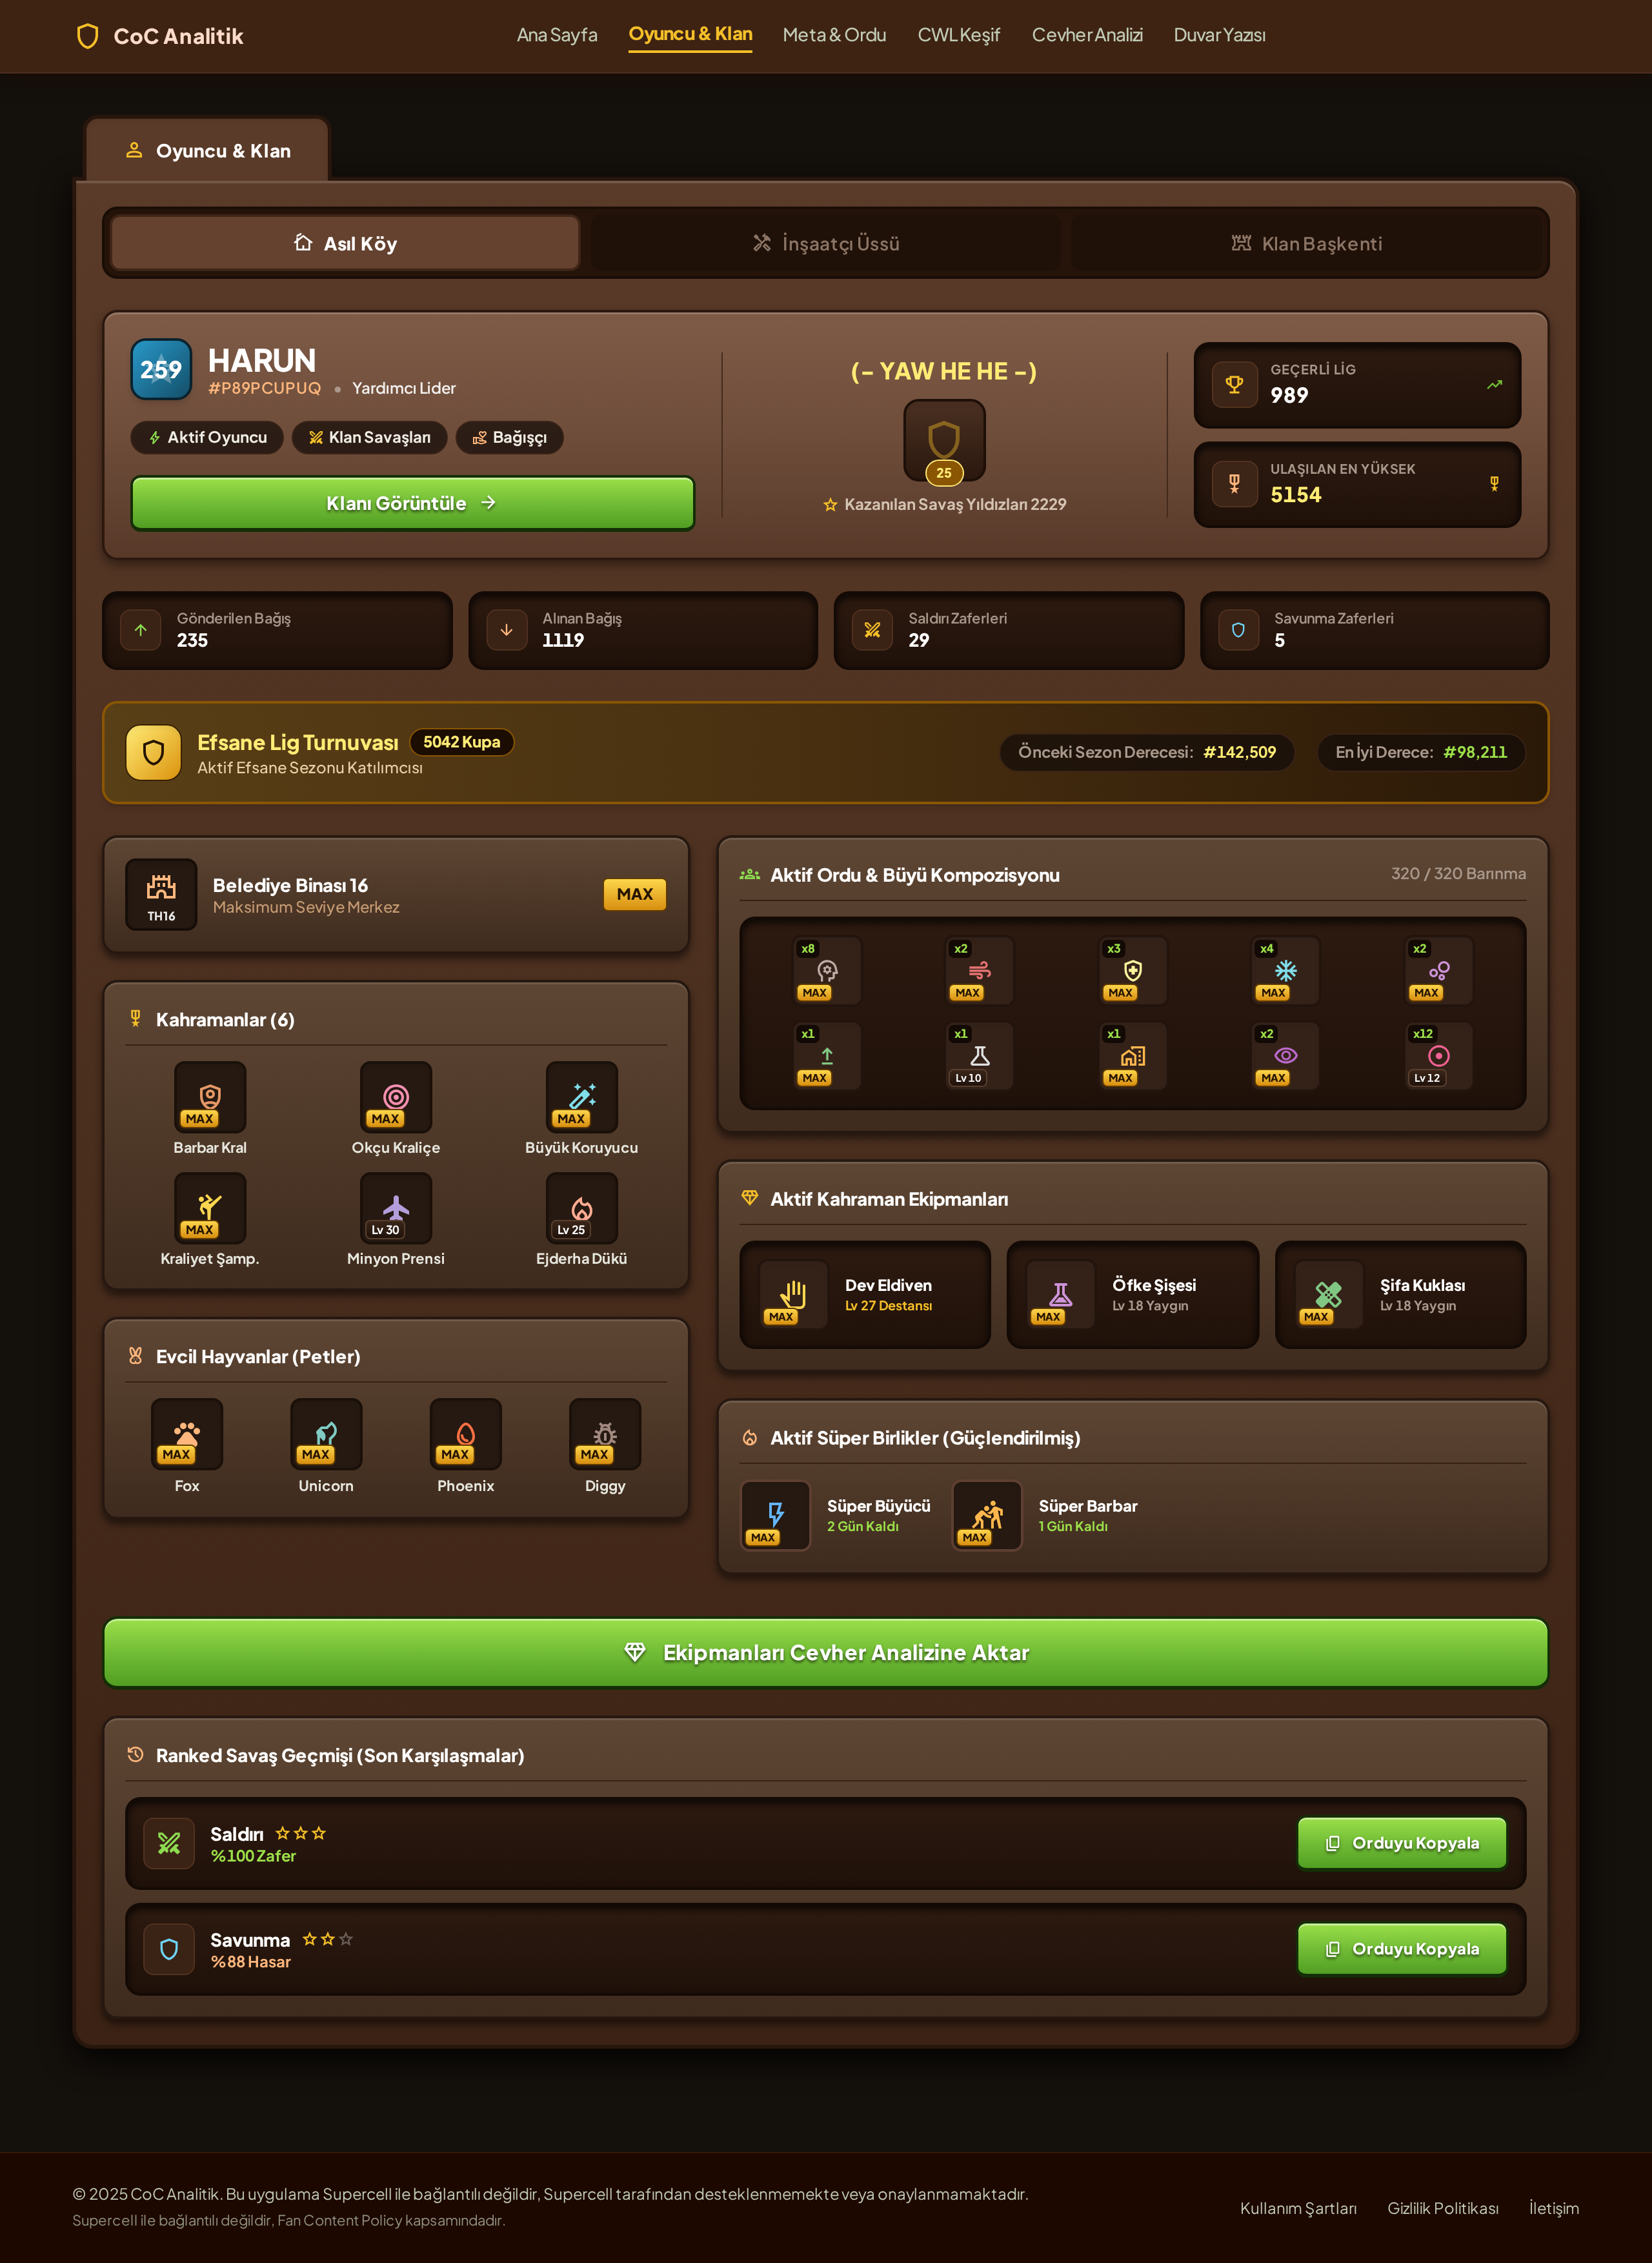 CoC Analitik
Ana Sayfa
Oyuncu & Klan
Meta & Ordu
CWL Keşif
Cevher Analizi
Duvar Yazısı
Oyuncu & Klan
Asıl Köy
İnşaatçı Üssü
Klan Başkenti
259
HARUN
#P89PCUPUQ • Yardımcı Lider
Aktif Oyuncu
Klan Savaşları
Bağışçı
Klanı Görüntüle
(- YAW HE HE -)
25
Kazanılan Savaş Yıldızları 2229
GEÇERLİ LİG
989
ULAŞILAN EN YÜKSEK
5154
Gönderilen Bağış
235
Alınan Bağış
1119
Saldırı Zaferleri
29
Savunma Zaferleri
5
Efsane Lig Turnuvası
5042 Kupa
Aktif Efsane Sezonu Katılımcısı
Önceki Sezon Derecesi: #142,509
En İyi Derece: #98,211
TH16
Belediye Binası 16
Maksimum Seviye Merkez
MAX
Kahramanlar (6)
MAX
MAX
MAX
Barbar Kral
Okçu Kraliçe
Büyük Koruyucu
MAX
Lv 30
Lv 25
Kraliyet Şamp.
Minyon Prensi
Ejderha Dükü
Evcil Hayvanlar (Petler)
MAX
MAX
MAX
MAX
Fox
Unicorn
Phoenix
Diggy
Aktif Ordu & Büyü Kompozisyonu
320 / 320 Barınma
x8
x2
x3
x4
x2
MAX
MAX
MAX
MAX
MAX
x1
x1
x1
x2
x12
MAX
Lv 10
MAX
MAX
Lv 12
Aktif Kahraman Ekipmanları
MAX
Dev Eldiven
Lv 27 Destansı
MAX
Öfke Şişesi
Lv 18 Yaygın
MAX
Şifa Kuklası
Lv 18 Yaygın
Aktif Süper Birlikler (Güçlendirilmiş)
MAX
Süper Büyücü
2 Gün Kaldı
MAX
Süper Barbar
1 Gün Kaldı
Ekipmanları Cevher Analizine Aktar
Ranked Savaş Geçmişi (Son Karşılaşmalar)
Saldırı
%100 Zafer
Orduyu Kopyala
Savunma
%88 Hasar
Orduyu Kopyala
© 2025 CoC Analitik. Bu uygulama Supercell ile bağlantılı değildir, Supercell tarafından desteklenmemekte veya onaylanmamaktadır.
Supercell ile bağlantılı değildir, Fan Content Policy kapsamındadır.
Kullanım Şartları
Gizlilik Politikası
İletişim